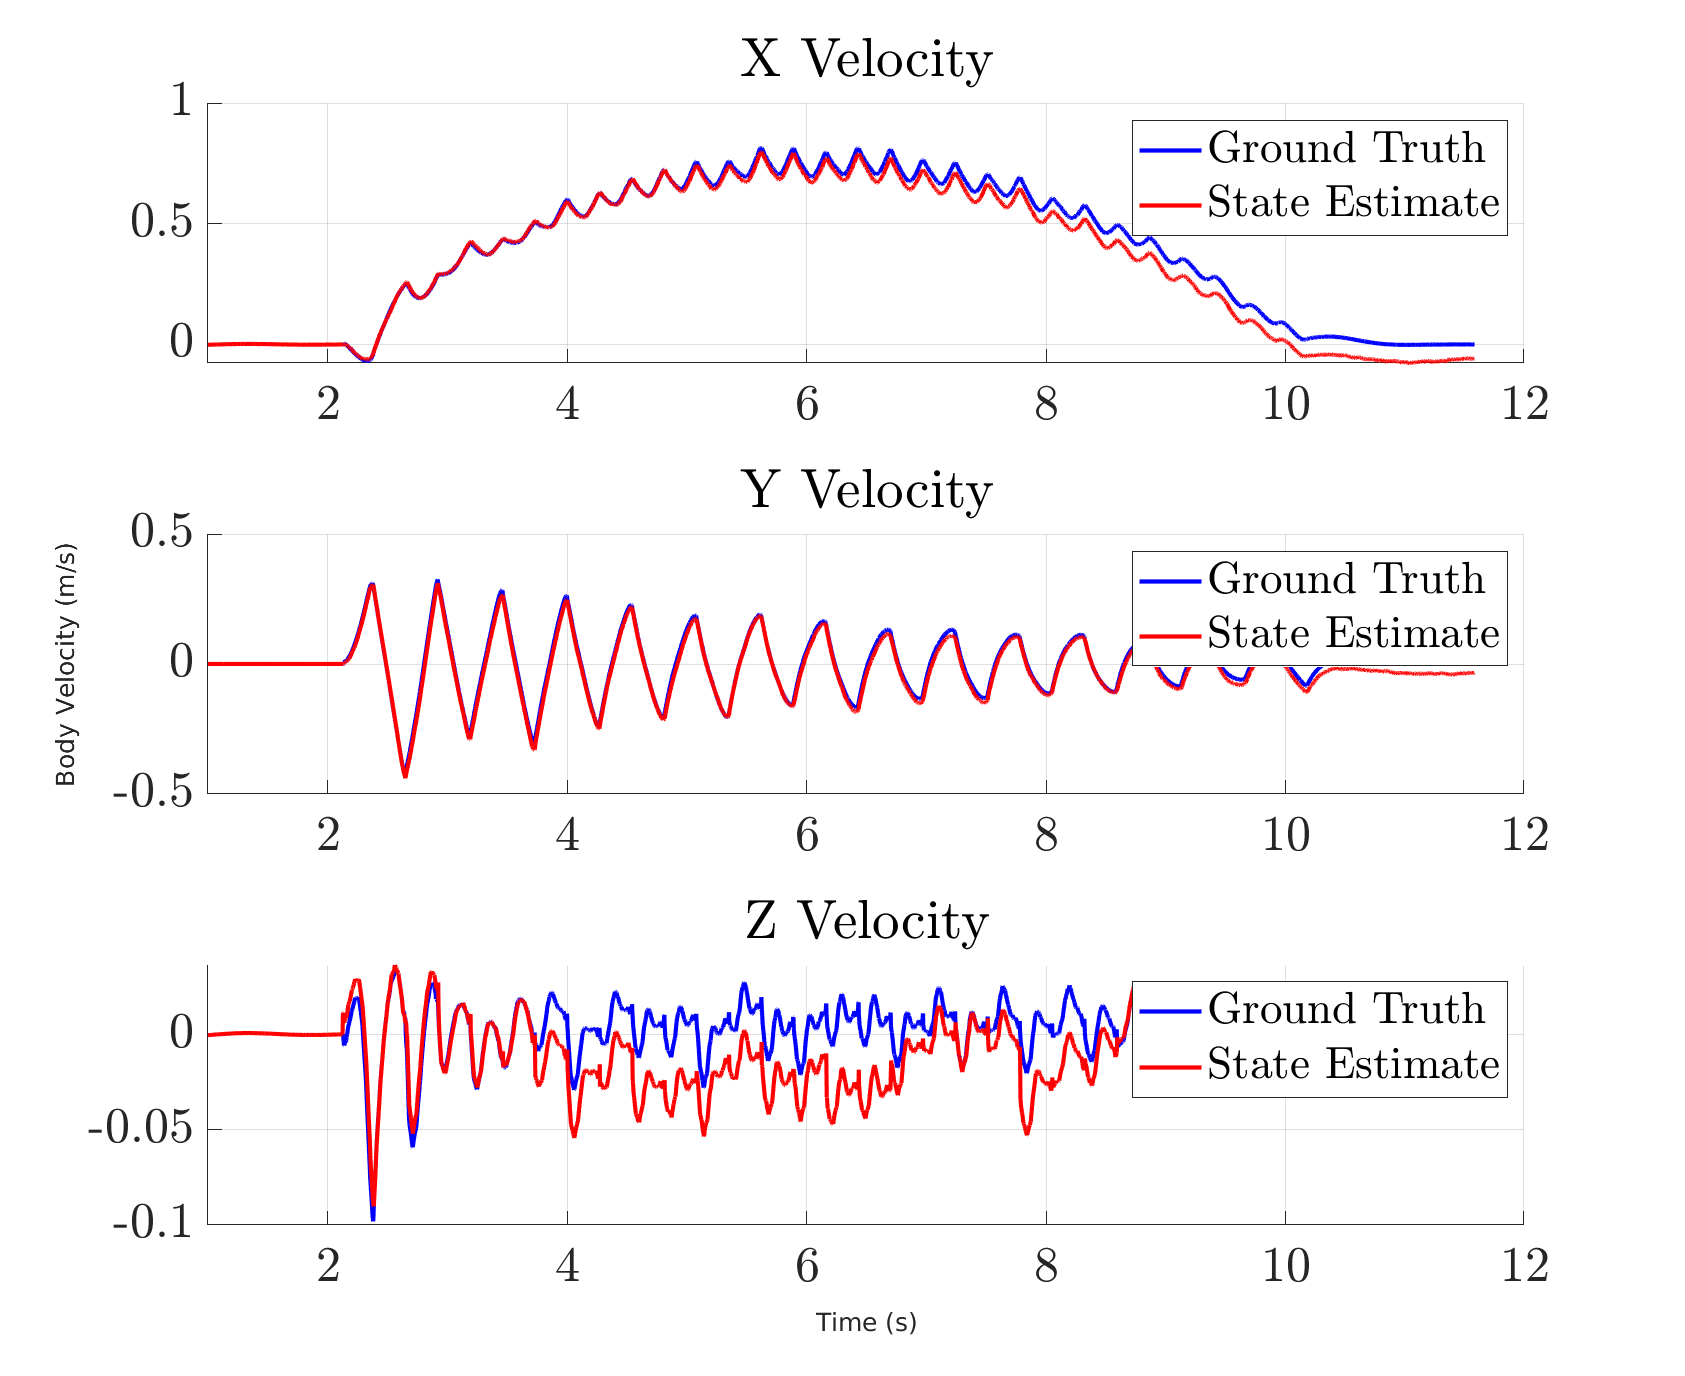 X Velocity
1
0.5
0
Ground Truth
State Estimate
2 4 6 8 10 12
Y Velocity
0.5
0
-0.5
Ground Truth
State Estimate
2 4 6 8 10 12
Body Velocity (m/s)
Z Velocity
0
-0.05
-0.1
Ground Truth
State Estimate
2 4 6 8 10 12
Time (s)